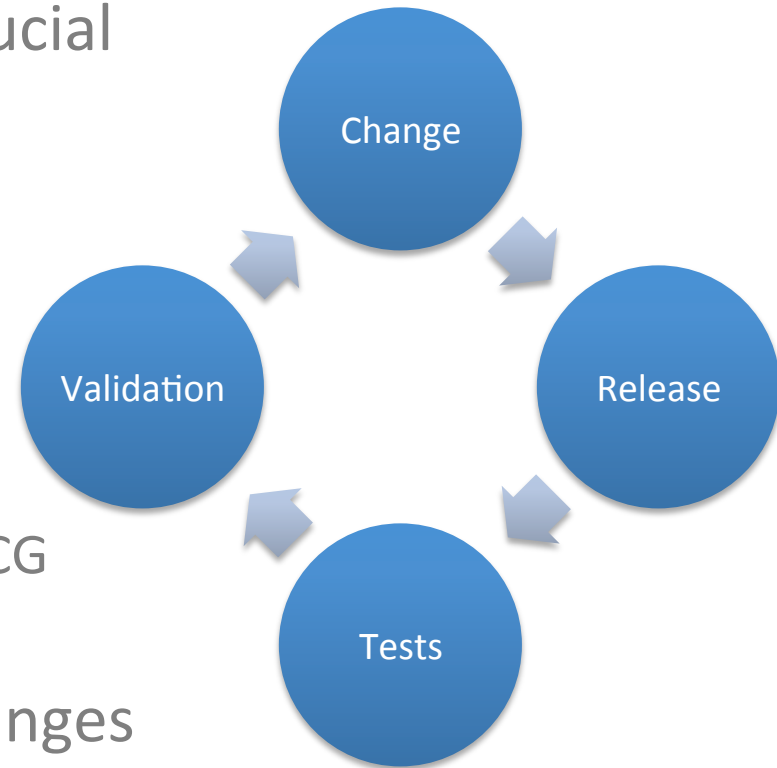 ucial
Change
Validation
Release
CG
Tests
nges